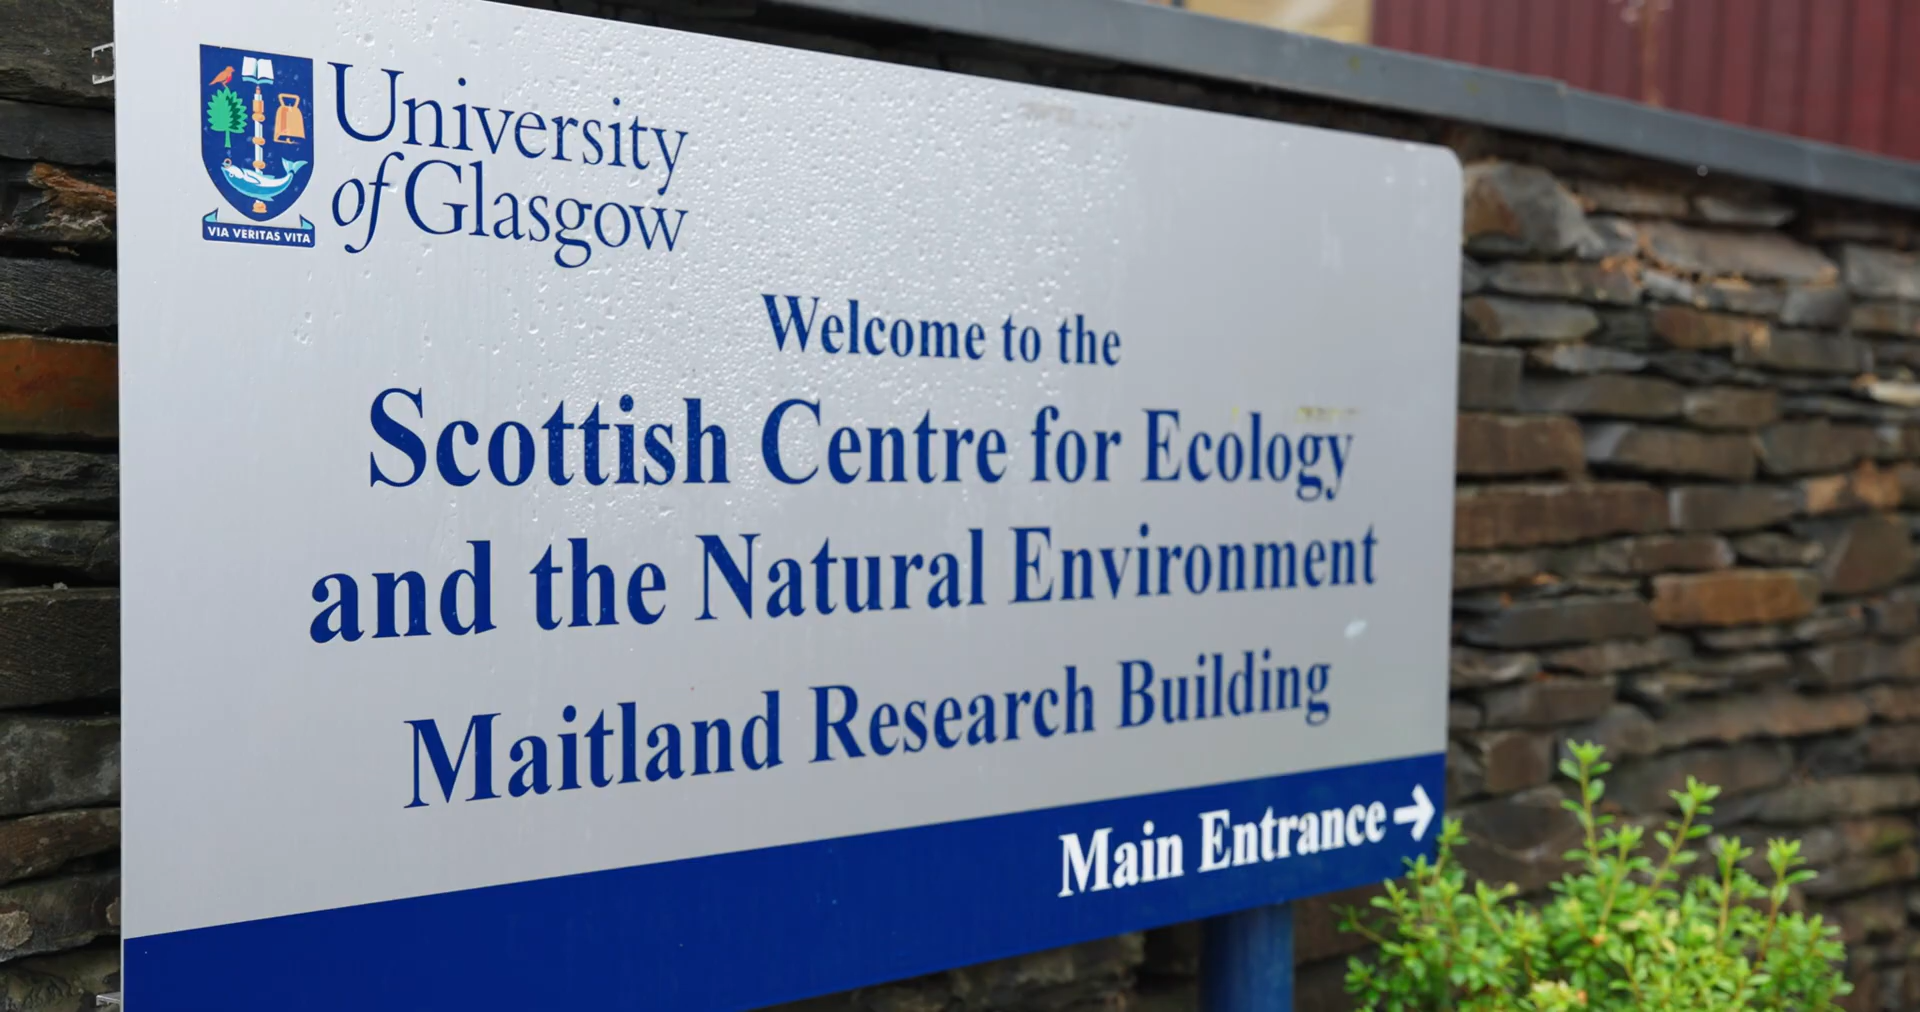 University
of Glasgow
VIA VERITAS VITA
Welcome to the
Scottish Centre for Ecology
and the Natural Environment
Maitland Research Building
Main Entrance →